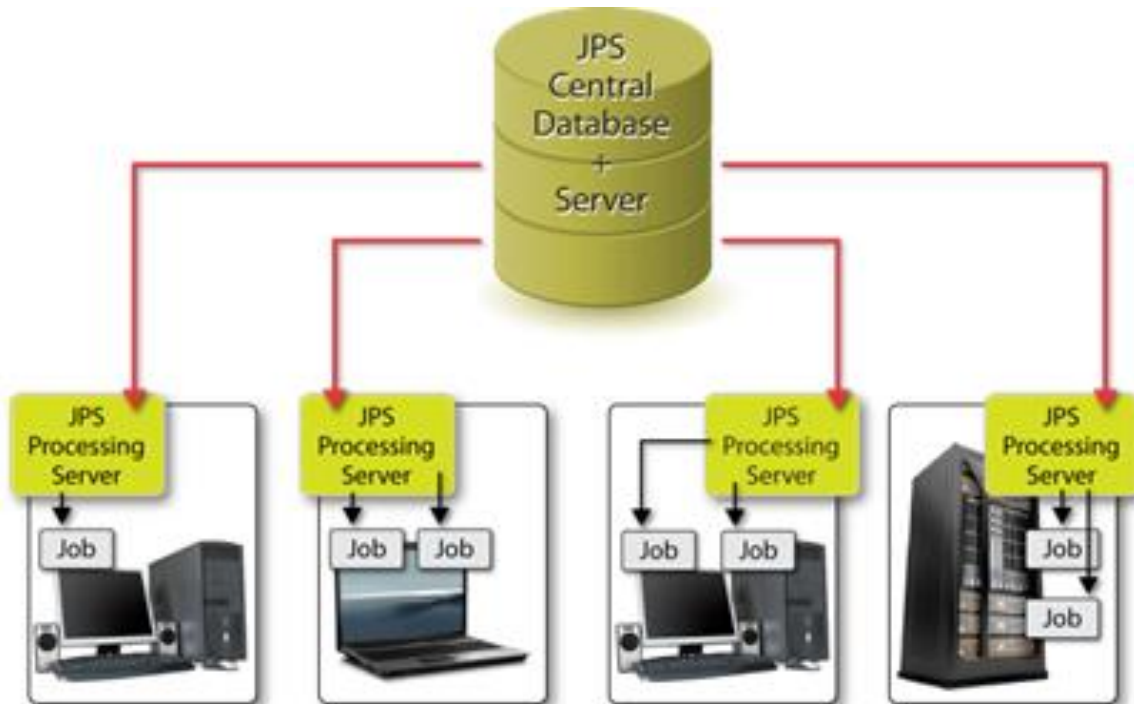 JPS
Central
Database
+
Server
JPS
Processing
Server
Job
JPS
Processing
Server
Job
Job
JPS
Processing
Server
Job
Job
JPS
Processing
Server
Job
Job